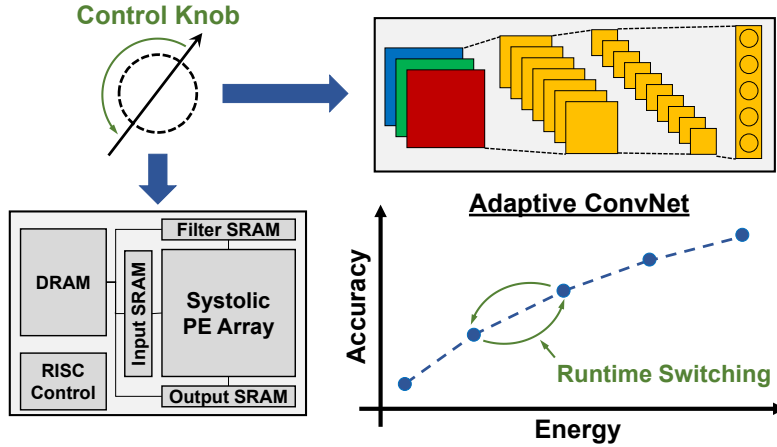 Control Knob
Adaptive ConvNet
Filter SRAM
DRAM
Input SRAM
Systolic
PE Array
RISC
Control
Output SRAM
Accuracy
Runtime Switching
Energy